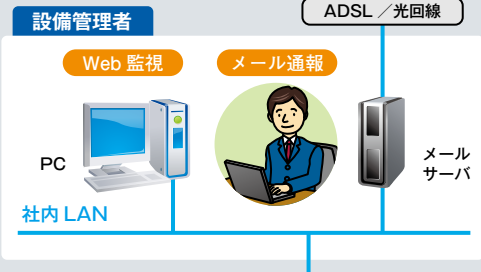 ADSL ／光回線
設備管理者
Web 監視
メール通報
PC
メール
サーバ
社内 LAN